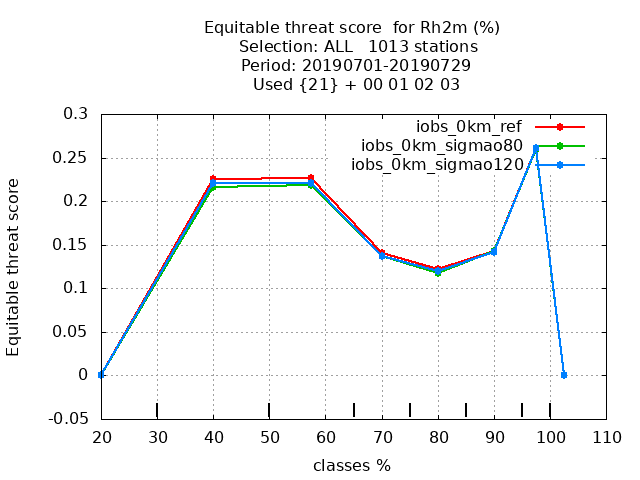 Equitable threat score  for Rh2m (%)
Selection: ALL   1013 stations
Period: 20190701-20190729
Used {21} + 00 01 02 03
iobs_0km_ref
iobs_0km_sigmao80
iobs_0km_sigmao120
Equitable threat score
0.3
0.25
0.2
0.15
0.1
0.05
0
-0.05
20 30 40 50 60 70 80 90 100 110
classes %